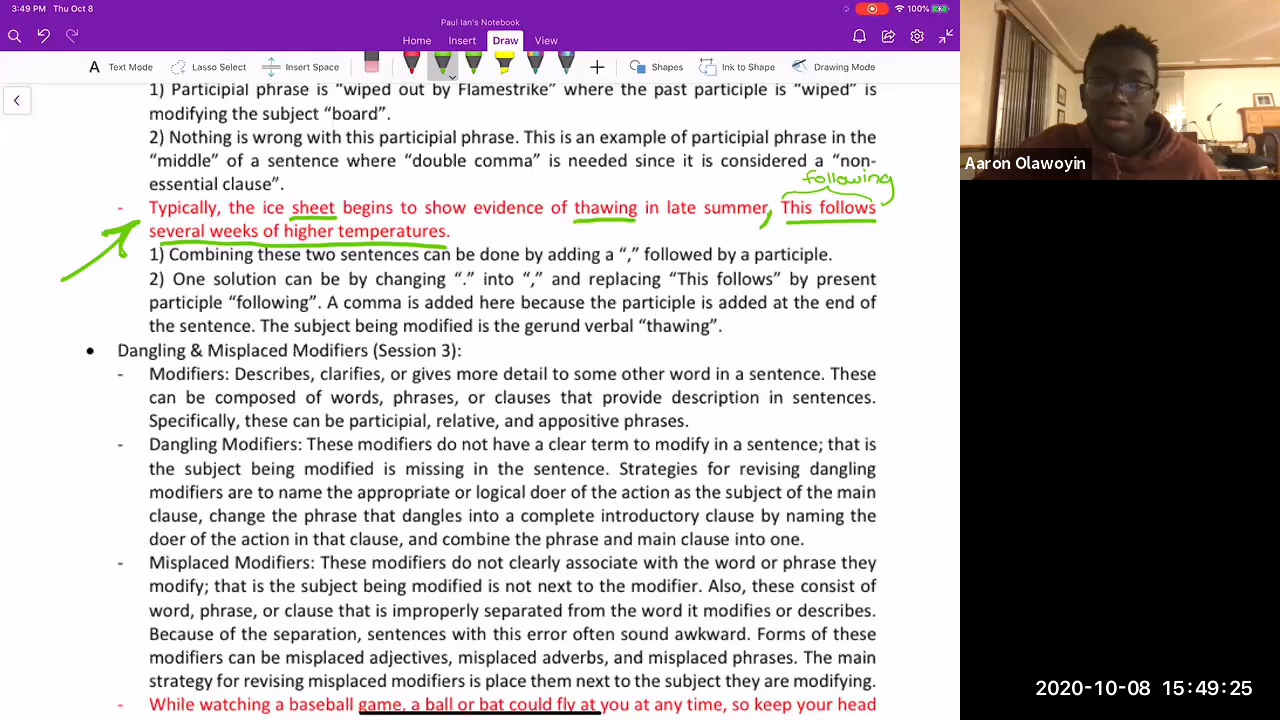 3:49 PM Thu Oct 8
100%
Paul Ian's Notebook
Home Insert Draw View
Text Mode Lasso Select Insert Space Shapes Ink to Shape Drawing Mode
1) Participial phrase is “wiped out by Flamestrike” where the past participle is “wiped” is
modifying the subject “board”.
2) Nothing is wrong with this participial phrase. This is an example of participial phrase in the
“middle” of a sentence where “double comma” is needed since it is considered a “non-
essential clause”.
following
- Typically, the ice sheet begins to show evidence of thawing in late summer, This follows
several weeks of higher temperatures.
1) Combining these two sentences can be done by adding a “,” followed by a participle.
2) One solution can be by changing “.” into “,” and replacing “This follows” by present
participle “following”. A comma is added here because the participle is added at the end of
the sentence. The subject being modified is the gerund verbal “thawing”.
• Dangling & Misplaced Modifiers (Session 3):
- Modifiers: Describes, clarifies, or gives more detail to some other word in a sentence. These
can be composed of words, phrases, or clauses that provide description in sentences.
Specifically, these can be participial, relative, and appositive phrases.
- Dangling Modifiers: These modifiers do not have a clear term to modify in a sentence; that is
the subject being modified is missing in the sentence. Strategies for revising dangling
modifiers are to name the appropriate or logical doer of the action as the subject of the main
clause, change the phrase that dangles into a complete introductory clause by naming the
doer of the action in that clause, and combine the phrase and main clause into one.
- Misplaced Modifiers: These modifiers do not clearly associate with the word or phrase they
modify; that is the subject being modified is not next to the modifier. Also, these consist of
word, phrase, or clause that is improperly separated from the word it modifies or describes.
Because of the separation, sentences with this error often sound awkward. Forms of these
modifiers can be misplaced adjectives, misplaced adverbs, and misplaced phrases. The main
strategy for revising misplaced modifiers is place them next to the subject they are modifying.
- While watching a baseball game, a ball or bat could fly at you at any time, so keep your head
Aaron Olawoyin
2020-10-08 15:49:25